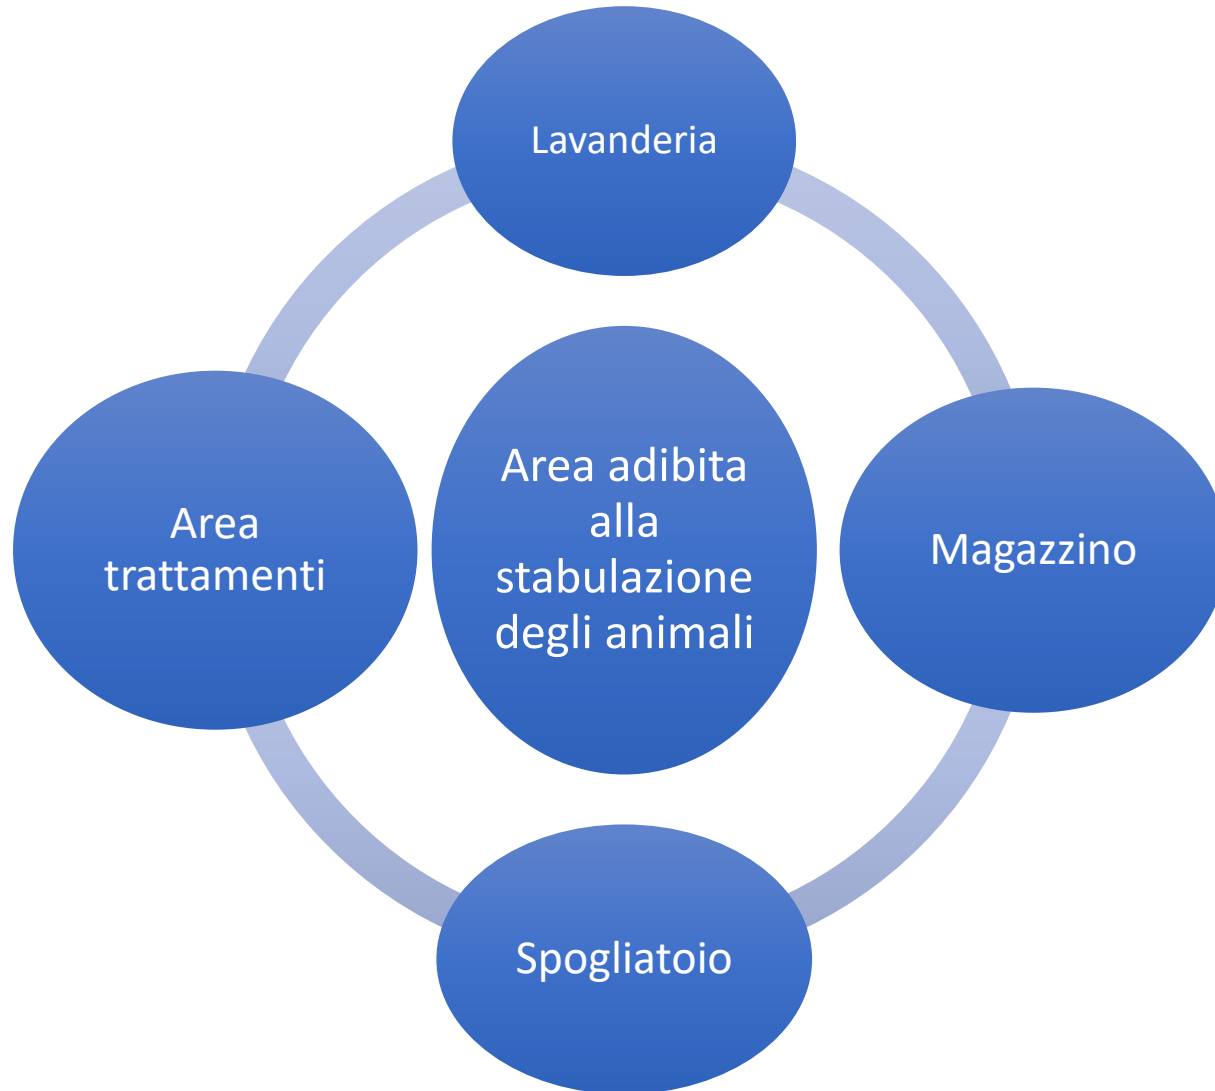 Lavanderia
Area
trattamenti
Area adibita
alla
stabulazione
degli animali
Magazzino
Spogliatoio